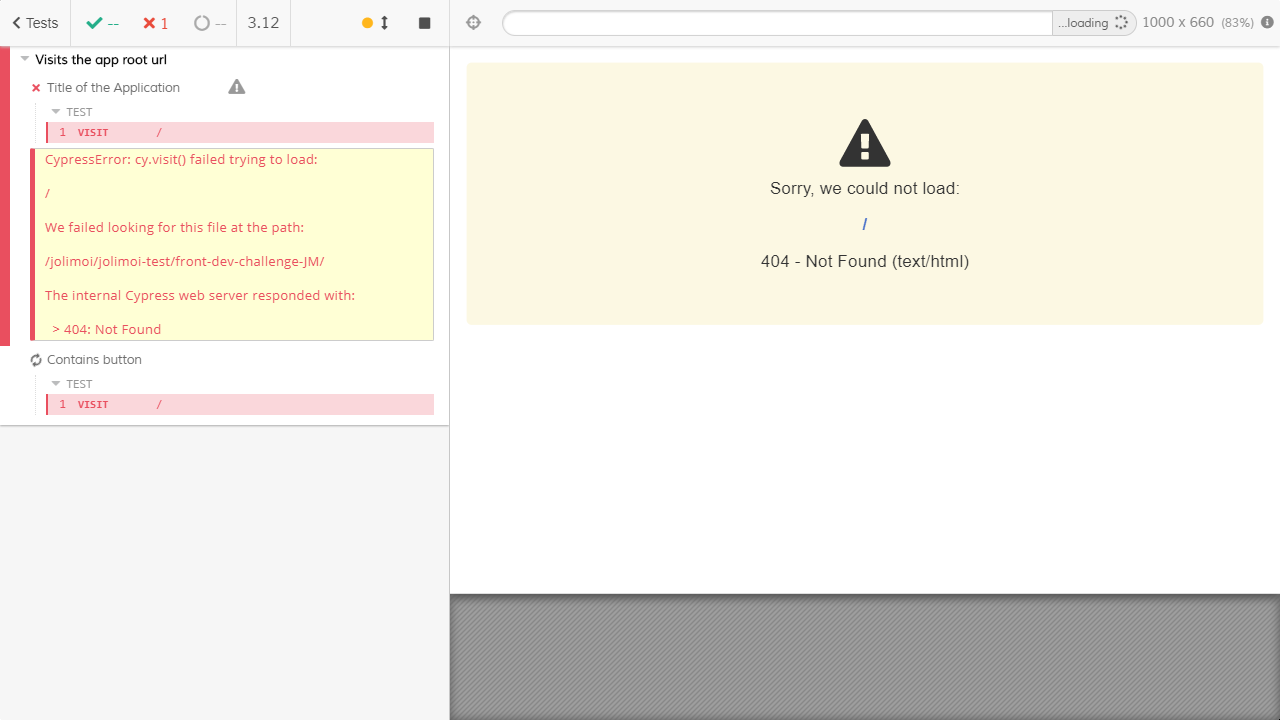 Tests -- 1 -- 3.12
...loading 1000 x 660 (83%)
Visits the app root url
Title of the Application
TEST
1 VISIT /
CypressError: cy.visit() failed trying to load:
/
We failed looking for this file at the path:
/jolimoi/jolimoi-test/front-dev-challenge-JM/
The internal Cypress web server responded with:
> 404: Not Found
Contains button
TEST
1 VISIT /
Sorry, we could not load:
/
404 - Not Found (text/html)